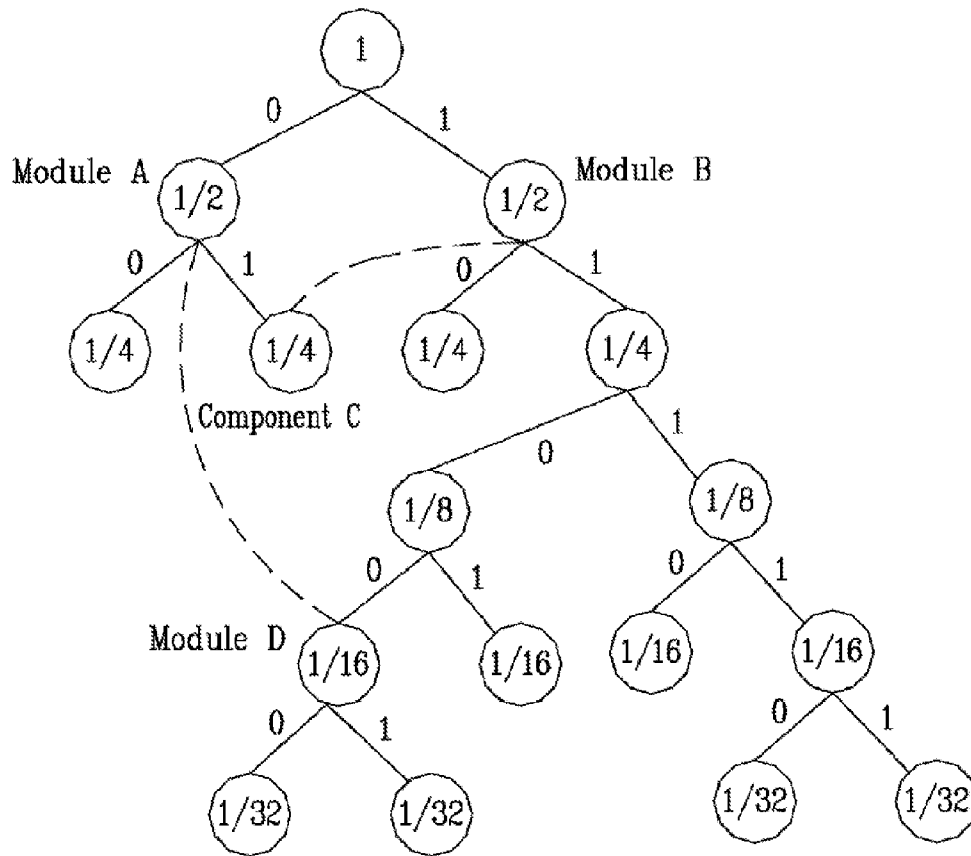 1
0 1
Module A 1/2 1/2 Module B
0 1 0 1
1/4 1/4 1/4 1/4
Component C
0 1
1/8 1/8
0 1 0 1
Module D 1/16 1/16 1/16 1/16
0 1 0 1
1/32 1/32 1/32 1/32